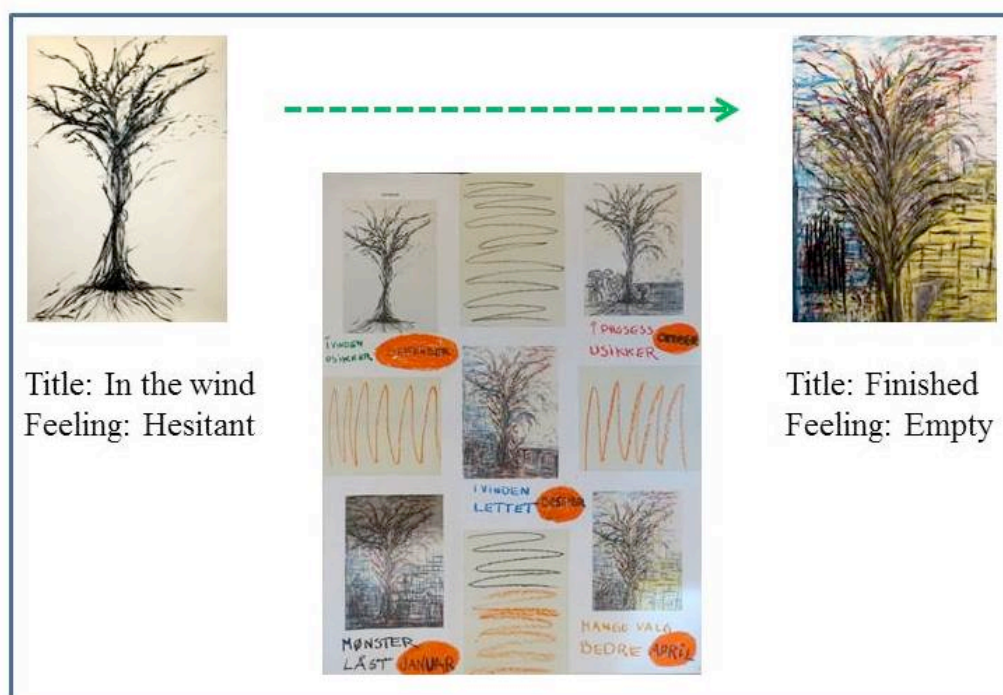 Title: In the wind
Feeling: Hesitant
I VINDEN
USIKKER
I PROSESS
USIKKER OKTOBER
I VINDEN
LETTET DESEMBER
MØNSTER
LÅST JANUAR
MANGE VALG
BEDRE APRIL
Title: Finished
Feeling: Empty